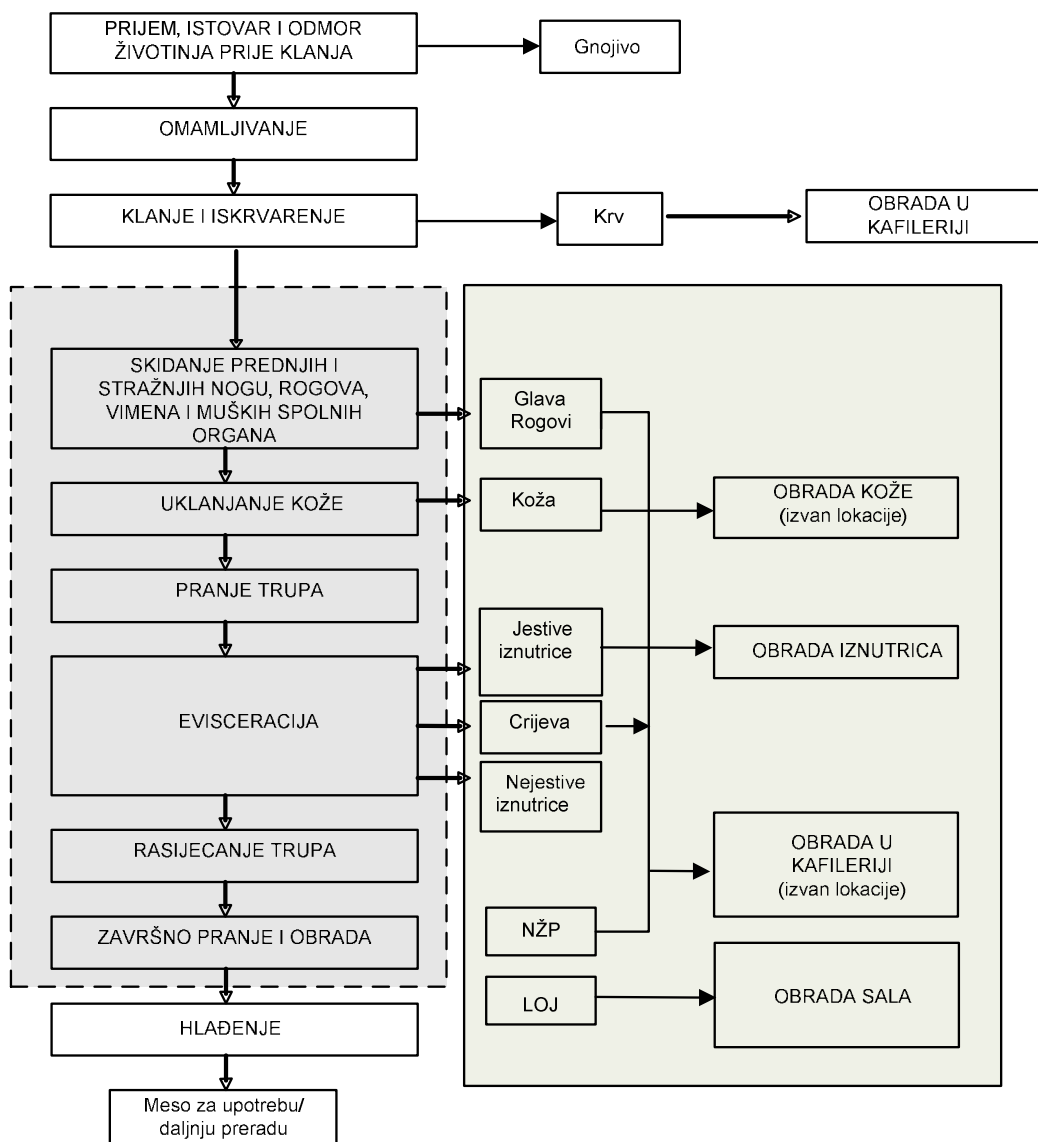 PRIJEM, ISTOVAR I ODMOR
ŽIVOTINJA PRIJE KLANJA
Gnojivo
OMAMLJIVANJE
KLANJE I ISKRVARENJE
Krv
OBRADA U
KAFILERIJI
SKIDANJE PREDNJIH I
STRAŽNJIH NOGU, ROGOVA,
VIMENA I MUŠKIH SPOLNIH
ORGANA
Glava
Rogovi
UKLANJANJE KOŽE
Koža
OBRADA KOŽE
(izvan lokacije)
PRANJE TRUPA
Jestive
iznutrice
OBRADA IZNUTRICA
EVISCERACIJA
Crijeva
Nejestive
iznutrice
RASIJECANJE TRUPA
OBRADA U
KAFILERIJI
(izvan lokacije)
ZAVRŠNO PRANJE I OBRADA
NŽP
LOJ
OBRADA SALA
HLAĐENJE
Meso za upotrebu/
daljnju preradu